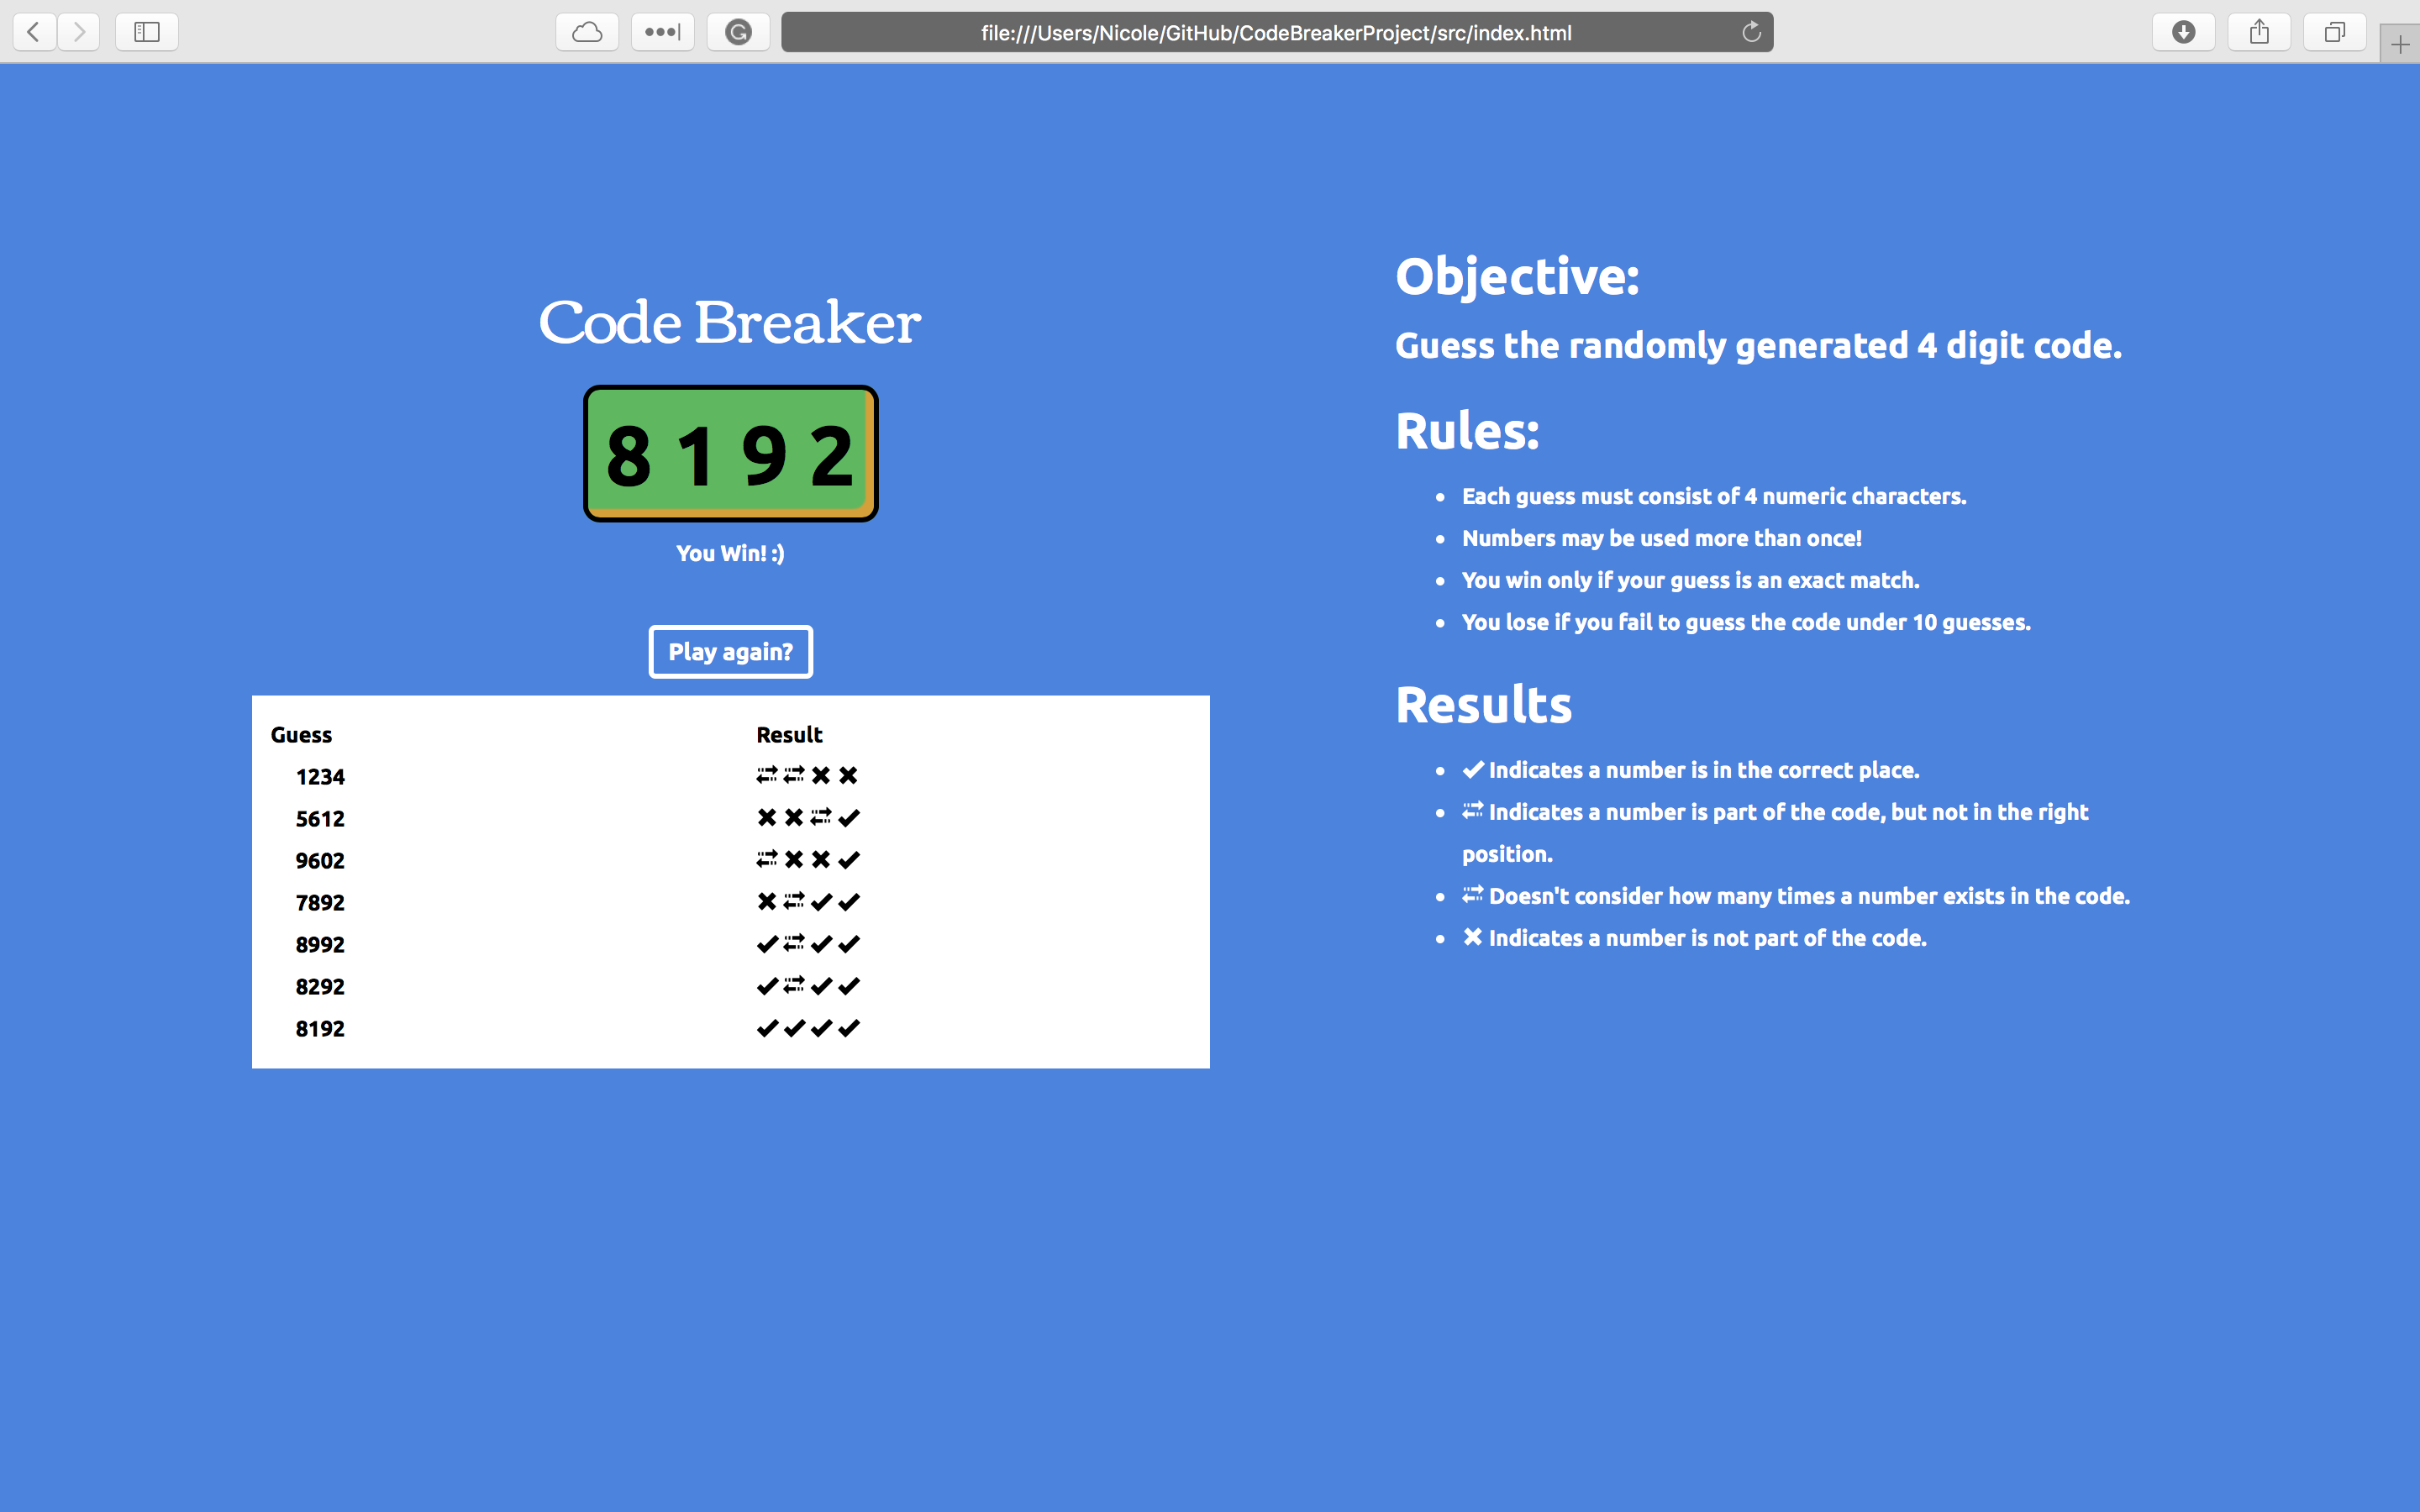 file:///Users/Nicole/GitHub/CodeBreakerProject/src/index.html
Code Breaker
8 1 9 2
You Win! :)
Play again?
Guess Result
1234
5612
9602
7892
8992
8292
8192
Objective:
Guess the randomly generated 4 digit code.
Rules:
Each guess must consist of 4 numeric characters.
Numbers may be used more than once!
You win only if your guess is an exact match.
You lose if you fail to guess the code under 10 guesses.
Results
Indicates a number is in the correct place.
Indicates a number is part of the code, but not in the right
position.
Doesn't consider how many times a number exists in the code.
Indicates a number is not part of the code.